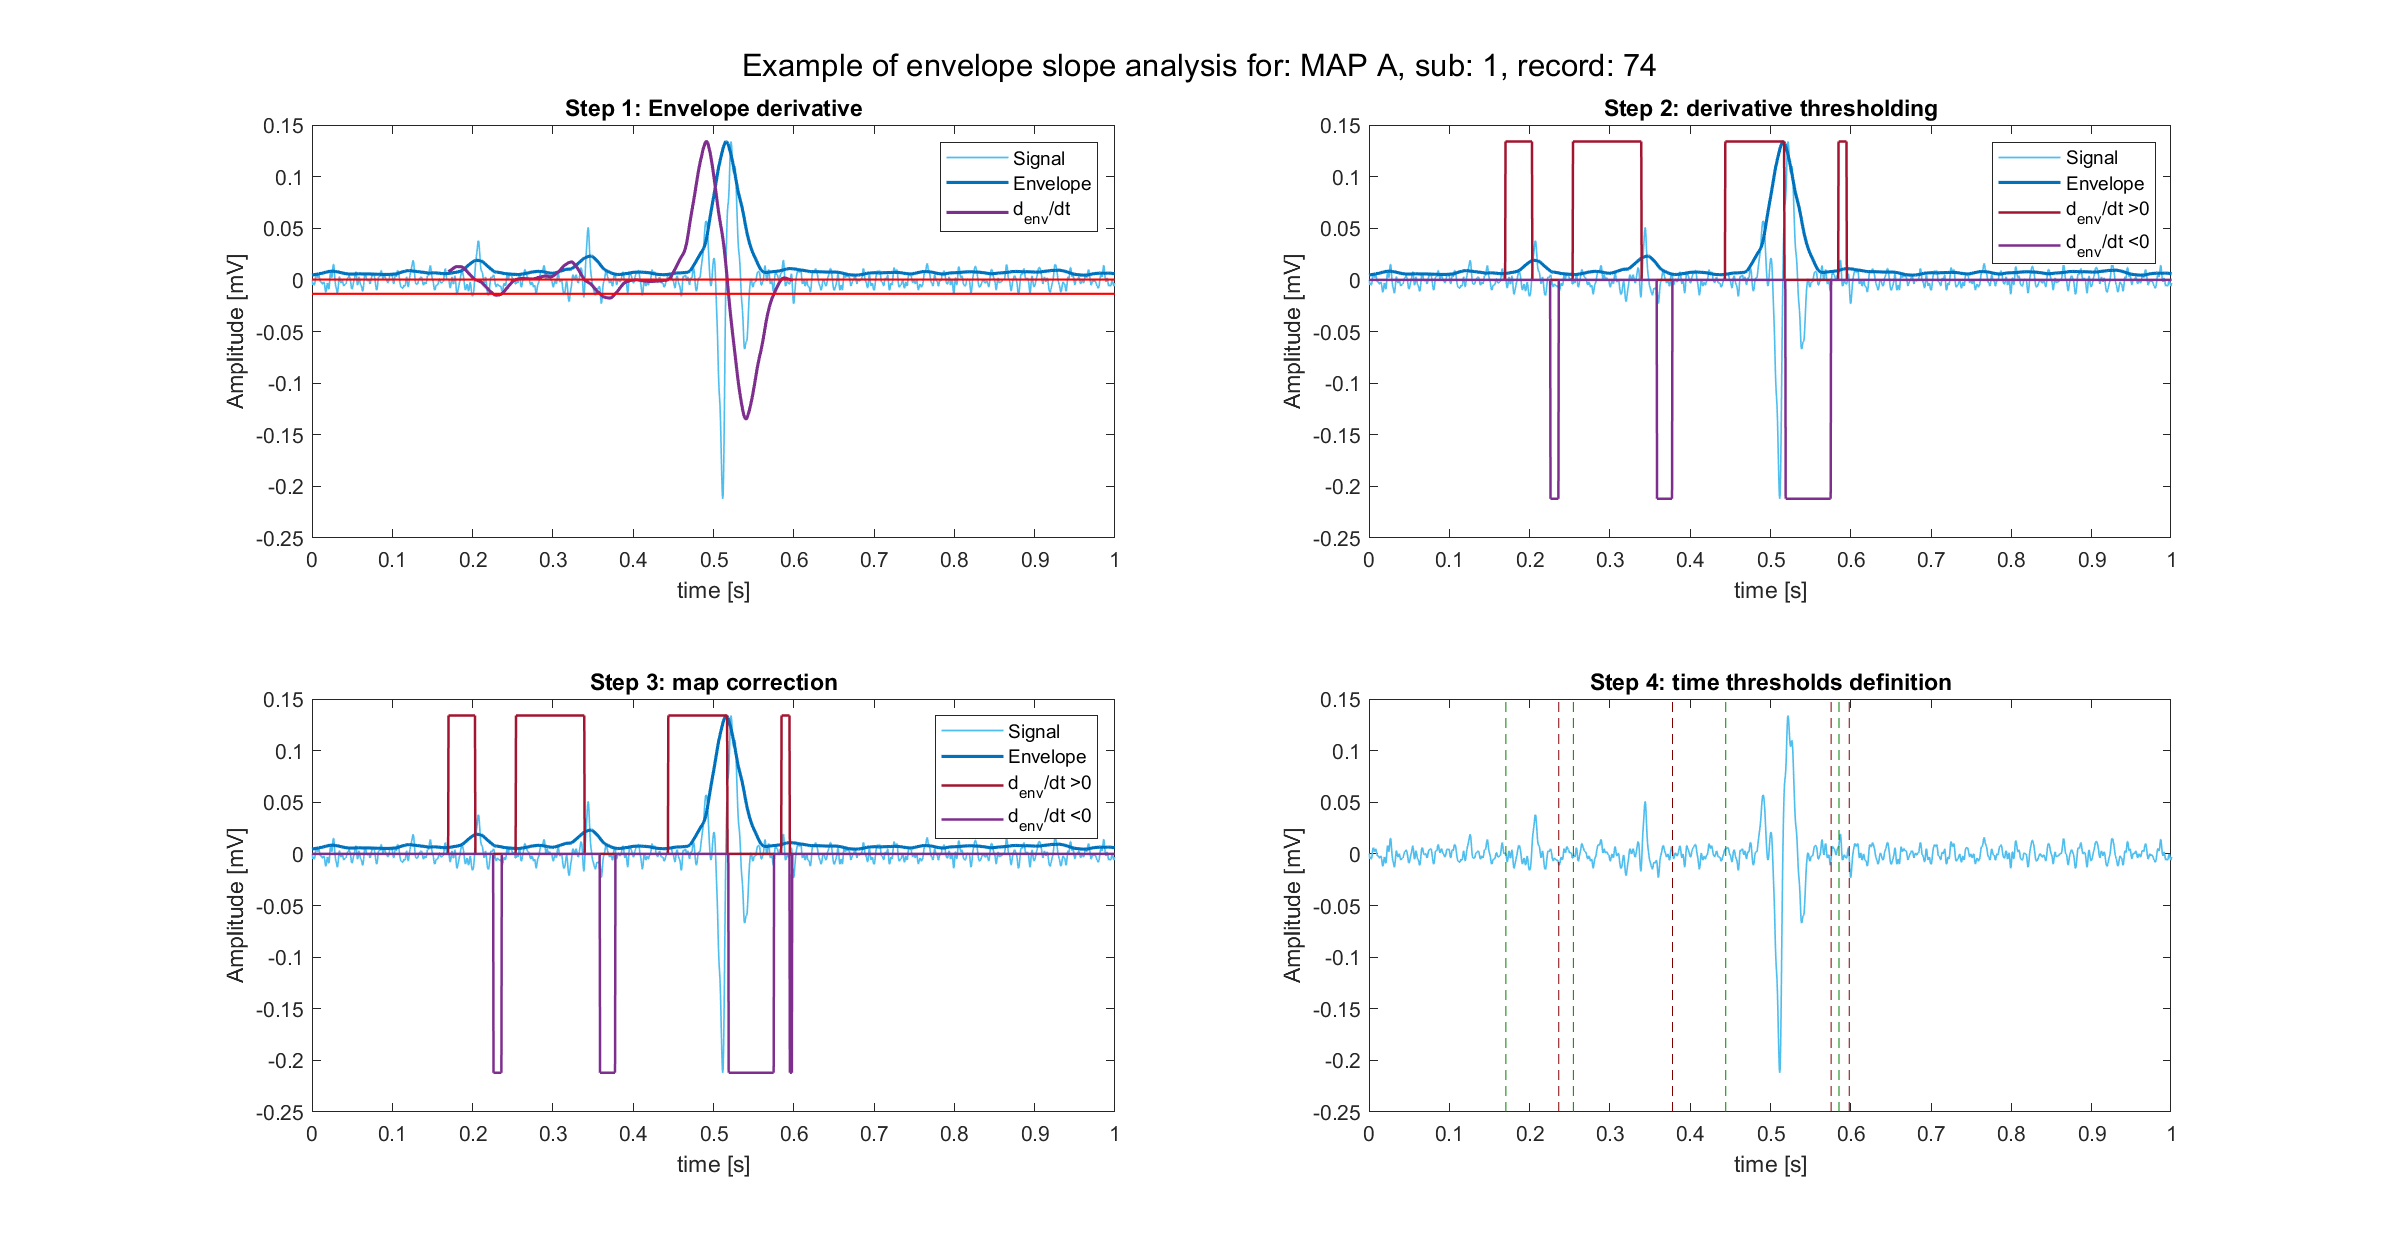 Example of envelope slope analysis for: MAP A, sub: 1, record: 74
Step 1: Envelope derivative
0.15
0.1
0.05
0
-0.05
-0.1
-0.15
-0.2
-0.25
Amplitude [mV]
Signal
Envelope
d_env/dt
0 0.1 0.2 0.3 0.4 0.5 0.6 0.7 0.8 0.9 1
time [s]
Step 2: derivative thresholding
0.15
0.1
0.05
0
-0.05
-0.1
-0.15
-0.2
-0.25
Amplitude [mV]
Signal
Envelope
d_env/dt >0
d_env/dt <0
0 0.1 0.2 0.3 0.4 0.5 0.6 0.7 0.8 0.9 1
time [s]
Step 3: map correction
0.15
0.1
0.05
0
-0.05
-0.1
-0.15
-0.2
-0.25
Amplitude [mV]
Signal
Envelope
d_env/dt >0
d_env/dt <0
0 0.1 0.2 0.3 0.4 0.5 0.6 0.7 0.8 0.9 1
time [s]
Step 4: time thresholds definition
0.15
0.1
0.05
0
-0.05
-0.1
-0.15
-0.2
-0.25
Amplitude [mV]
0 0.1 0.2 0.3 0.4 0.5 0.6 0.7 0.8 0.9 1
time [s]